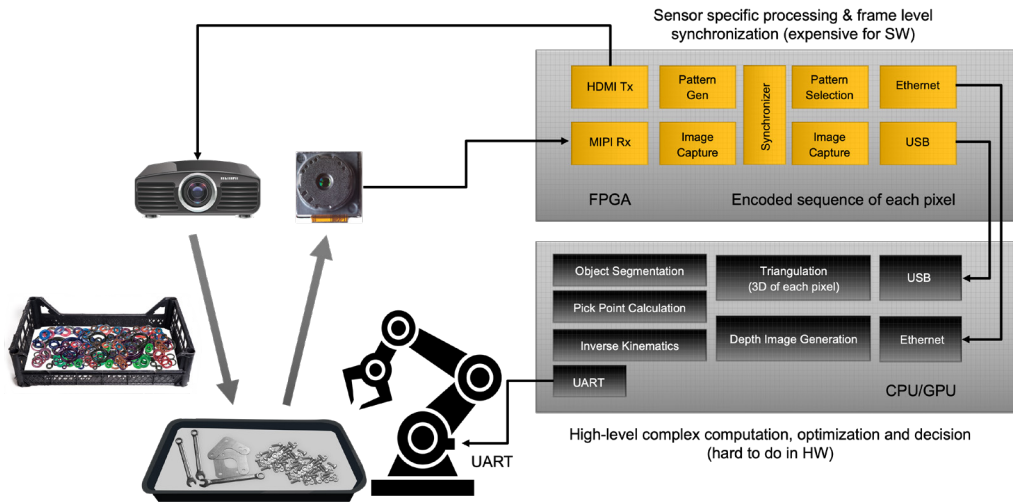 Sensor specific processing & frame level
synchronization (expensive for SW)
HDMI Tx
Pattern
Gen
Synchronizer
Pattern
Selection
Ethernet
MIPI Rx
Image
Capture
Image
Capture
USB
FPGA
Encoded sequence of each pixel
Object Segmentation
Triangulation
(3D of each pixel)
USB
Pick Point Calculation
Inverse Kinematics
Depth Image Generation
Ethernet
UART
CPU/GPU
UART
High-level complex computation, optimization and decision
(hard to do in HW)